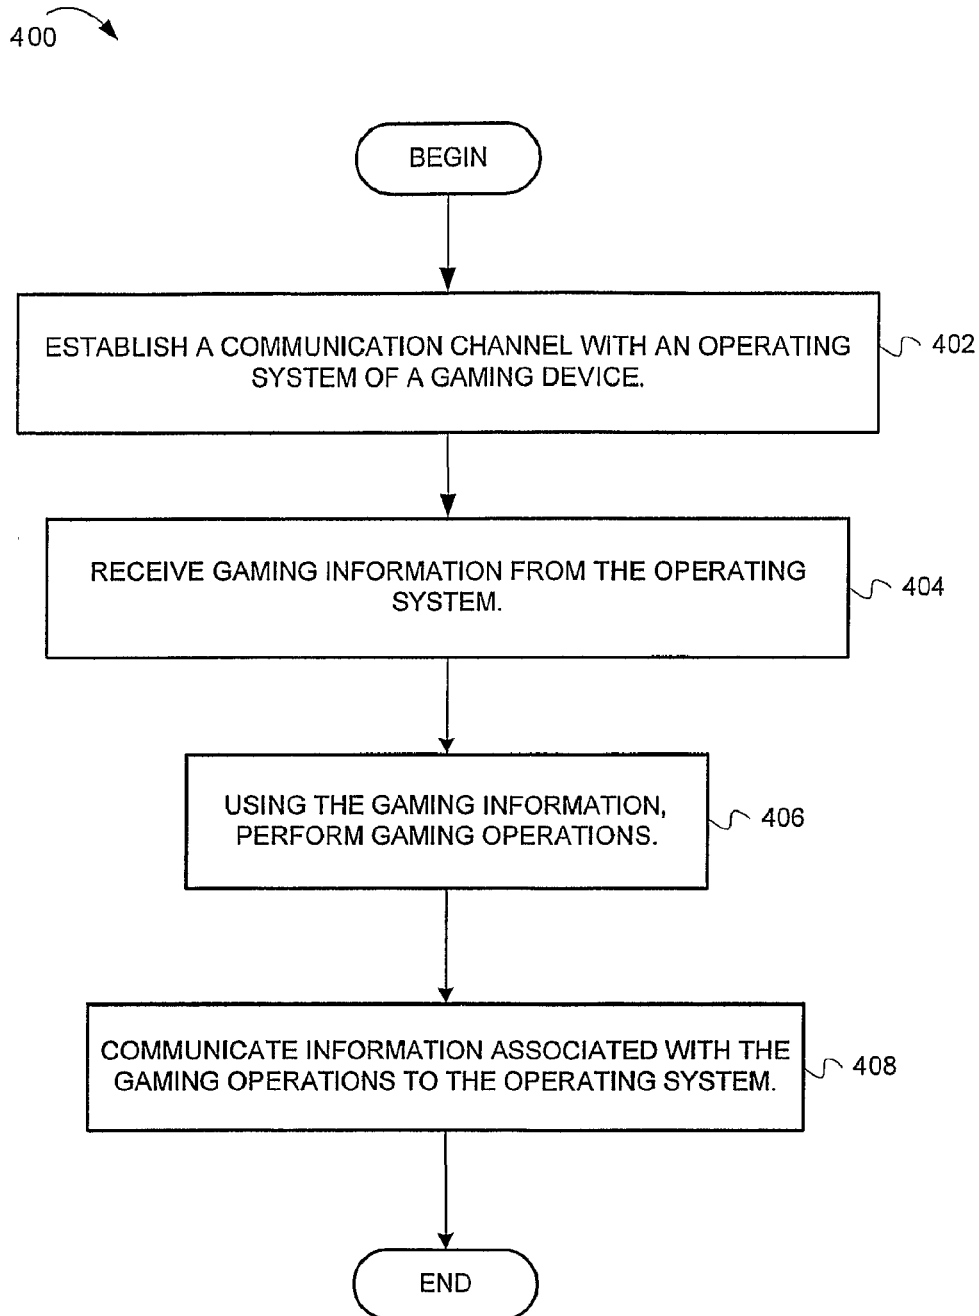 400
BEGIN
ESTABLISH A COMMUNICATION CHANNEL WITH AN OPERATING
SYSTEM OF A GAMING DEVICE.
402
RECEIVE GAMING INFORMATION FROM THE OPERATING
SYSTEM.
404
USING THE GAMING INFORMATION,
PERFORM GAMING OPERATIONS.
406
COMMUNICATE INFORMATION ASSOCIATED WITH THE
GAMING OPERATIONS TO THE OPERATING SYSTEM.
408
END